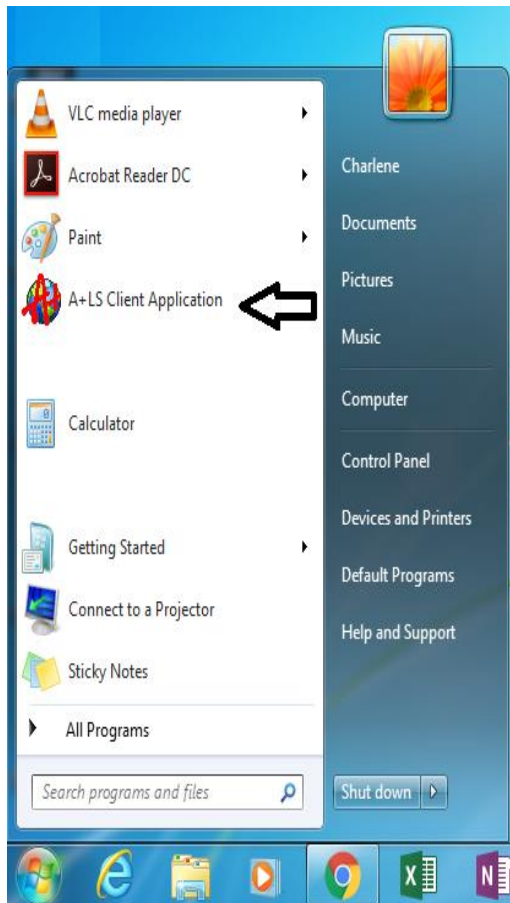 VLC media player
Acrobat Reader DC
Paint
A+LS Client Application
Calculator
Getting Started
Connect to a Projector
Sticky Notes
All Programs
Search programs and files
Charlene
Documents
Pictures
Music
Computer
Control Panel
Devices and Printers
Default Programs
Help and Support
Shut down